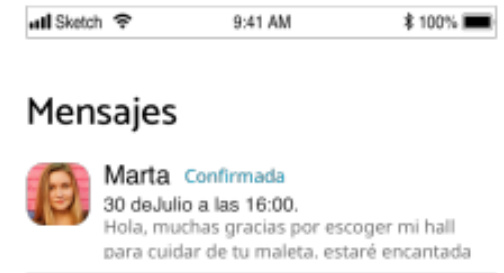 Sketch 9:41 AM 100%
Mensajes
Marta Confirmada
30 deJulio a las 16:00.
Hola, muchas gracias por escoger mi hall
para cuidar de tu maleta. estaré encantada